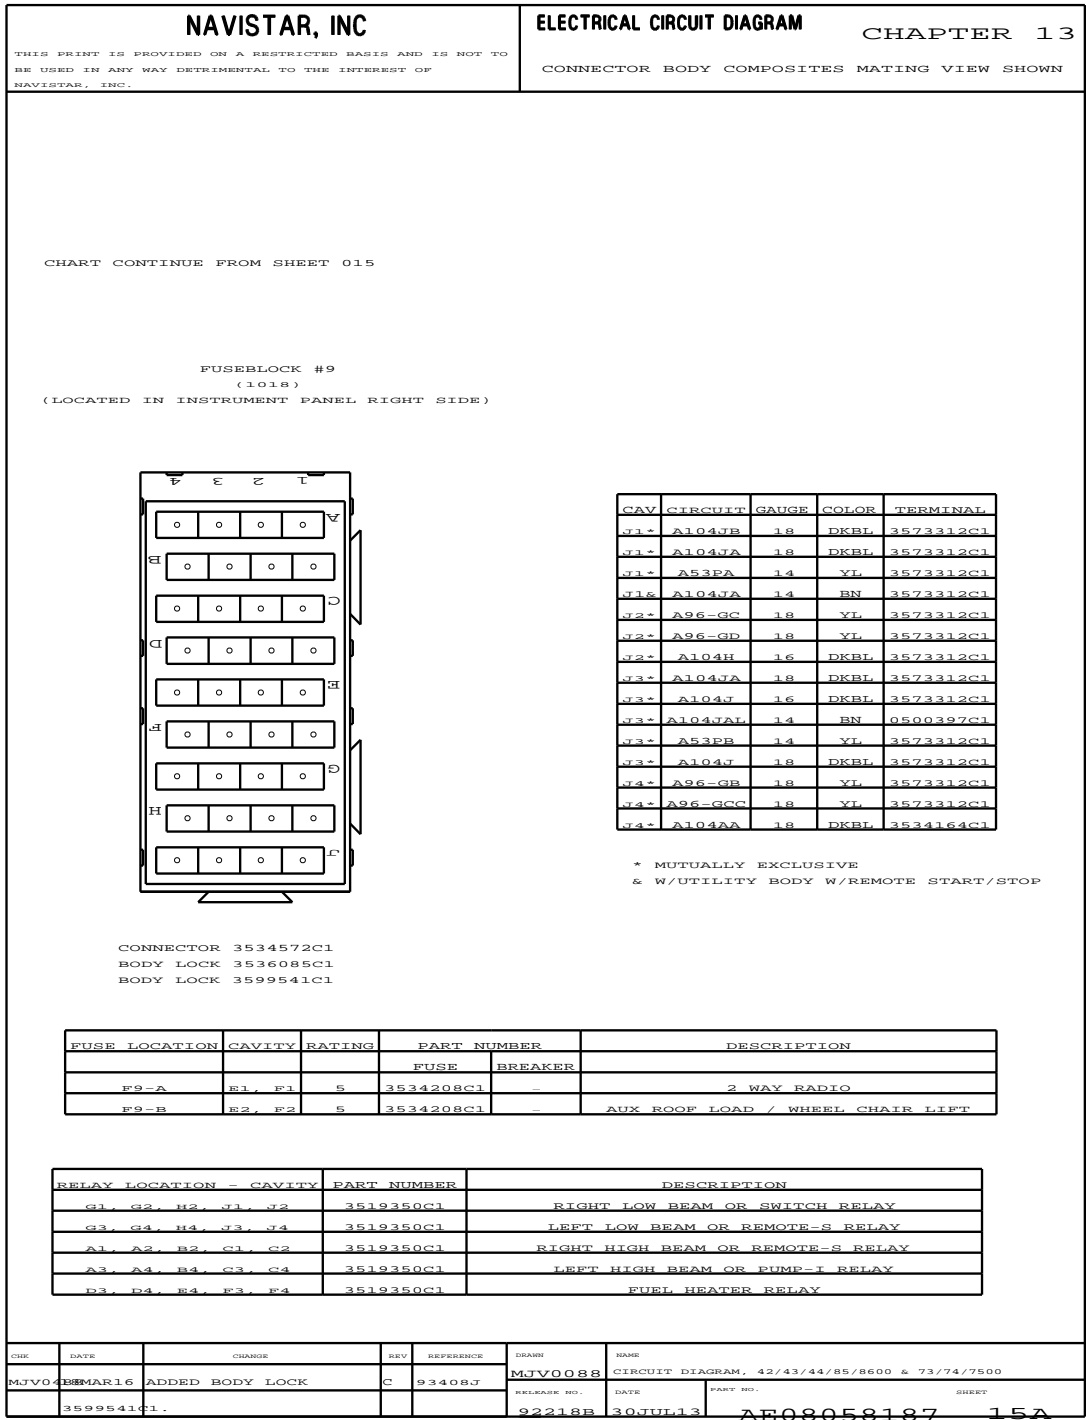 NAVISTAR, INC
THIS PRINT IS PROVIDED ON A RESTRICTED BASIS AND IS NOT TO
BE USED IN ANY WAY DETRIMENTAL TO THE INTEREST OF
NAVISTAR, INC.
ELECTRICAL CIRCUIT DIAGRAM
CHAPTER 13
CONNECTOR BODY COMPOSITES MATING VIEW SHOWN
CHART CONTINUE FROM SHEET 015
FUSEBLOCK #9
(1018)
(LOCATED IN INSTRUMENT PANEL RIGHT SIDE)
4 3 2 1
A
B
C
D
E
F
G
H
J
CONNECTOR 3534572C1
BODY LOCK 3536085C1
BODY LOCK 3599541C1
CAV CIRCUIT GAUGE COLOR TERMINAL
J1* A104JB 18 DKBL 3573312C1
J1* A104JA 18 DKBL 3573312C1
J1* A53PA 14 YL 3573312C1
J1& A104JA 14 BN 3573312C1
J2* A96-GC 18 YL 3573312C1
J2* A96-GD 18 YL 3573312C1
J2* A104H 16 DKBL 3573312C1
J3* A104JA 18 DKBL 3573312C1
J3* A104J 16 DKBL 3573312C1
J3* A104JAL 14 BN 0500397C1
J3* A53PB 14 YL 3573312C1
J3* A104J 18 DKBL 3573312C1
J4* A96-GB 18 YL 3573312C1
J4* A96-GCC 18 YL 3573312C1
J4* A104AA 18 DKBL 3534164C1
* MUTUALLY EXCLUSIVE
& W/UTILITY BODY W/REMOTE START/STOP
FUSE LOCATION CAVITY RATING PART NUMBER DESCRIPTION
FUSE BREAKER
F9-A E1, F1 5 3534208C1 - 2 WAY RADIO
F9-B E2, F2 5 3534208C1 - AUX ROOF LOAD / WHEEL CHAIR LIFT
RELAY LOCATION - CAVITY PART NUMBER DESCRIPTION
G1, G2, H2, J1, J2 3519350C1 RIGHT LOW BEAM OR SWITCH RELAY
G3, G4, H4, J3, J4 3519350C1 LEFT LOW BEAM OR REMOTE-S RELAY
A1, A2, B2, C1, C2 3519350C1 RIGHT HIGH BEAM OR REMOTE-S RELAY
A3, A4, B4, C3, C4 3519350C1 LEFT HIGH BEAM OR PUMP-I RELAY
D3, D4, E4, F3, F4 3519350C1 FUEL HEATER RELAY
CHK DATE CHANGE REV REFERENCE
MAR16 ADDED BODY LOCK C 93408J
3599541C1.
DRAWN NAME
MJV0088 CIRCUIT DIAGRAM, 42/43/44/85/8600 & 73/74/7500
RELEASE NO. DATE PART NO. SHEET
92218B 30JUL13 AE08058187 15A